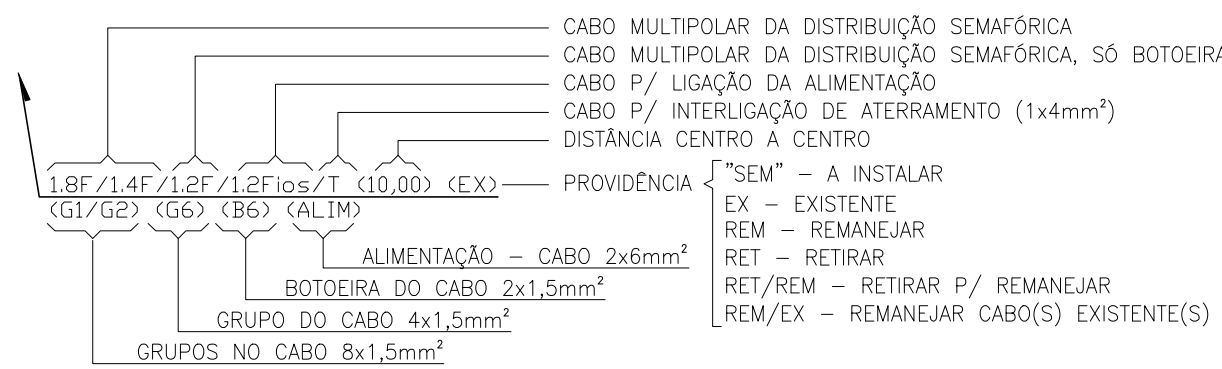 CABO MULTIPOLAR DA DISTRIBUIÇÃO SEMAFÓRICA
CABO MULTIPOLAR DA DISTRIBUIÇÃO SEMAFÓRICA, SÓ BOTOEIRA
CABO P/ LIGAÇÃO DA ALIMENTAÇÃO
CABO P/ INTERLIGAÇÃO DE ATERRAMENTO (1x4mm²)
DISTÂNCIA CENTRO A CENTRO
1.8F/1.4F/1.2F/1.2Fios/T (10,00) (EX)
(G1/G2) (G6) (B6) (ALIM)
PROVIDÊNCIA
"SEM" – A INSTALAR
EX – EXISTENTE
REM – REMANEJAR
RET – RETIRAR
RET/REM – RETIRAR P/ REMANEJAR
REM/EX – REMANEJAR CABO(S) EXISTENTE(S)
ALIMENTAÇÃO – CABO 2x6mm²
BOTOEIRA DO CABO 2x1,5mm²
GRUPO DO CABO 4x1,5mm²
GRUPOS NO CABO 8x1,5mm²